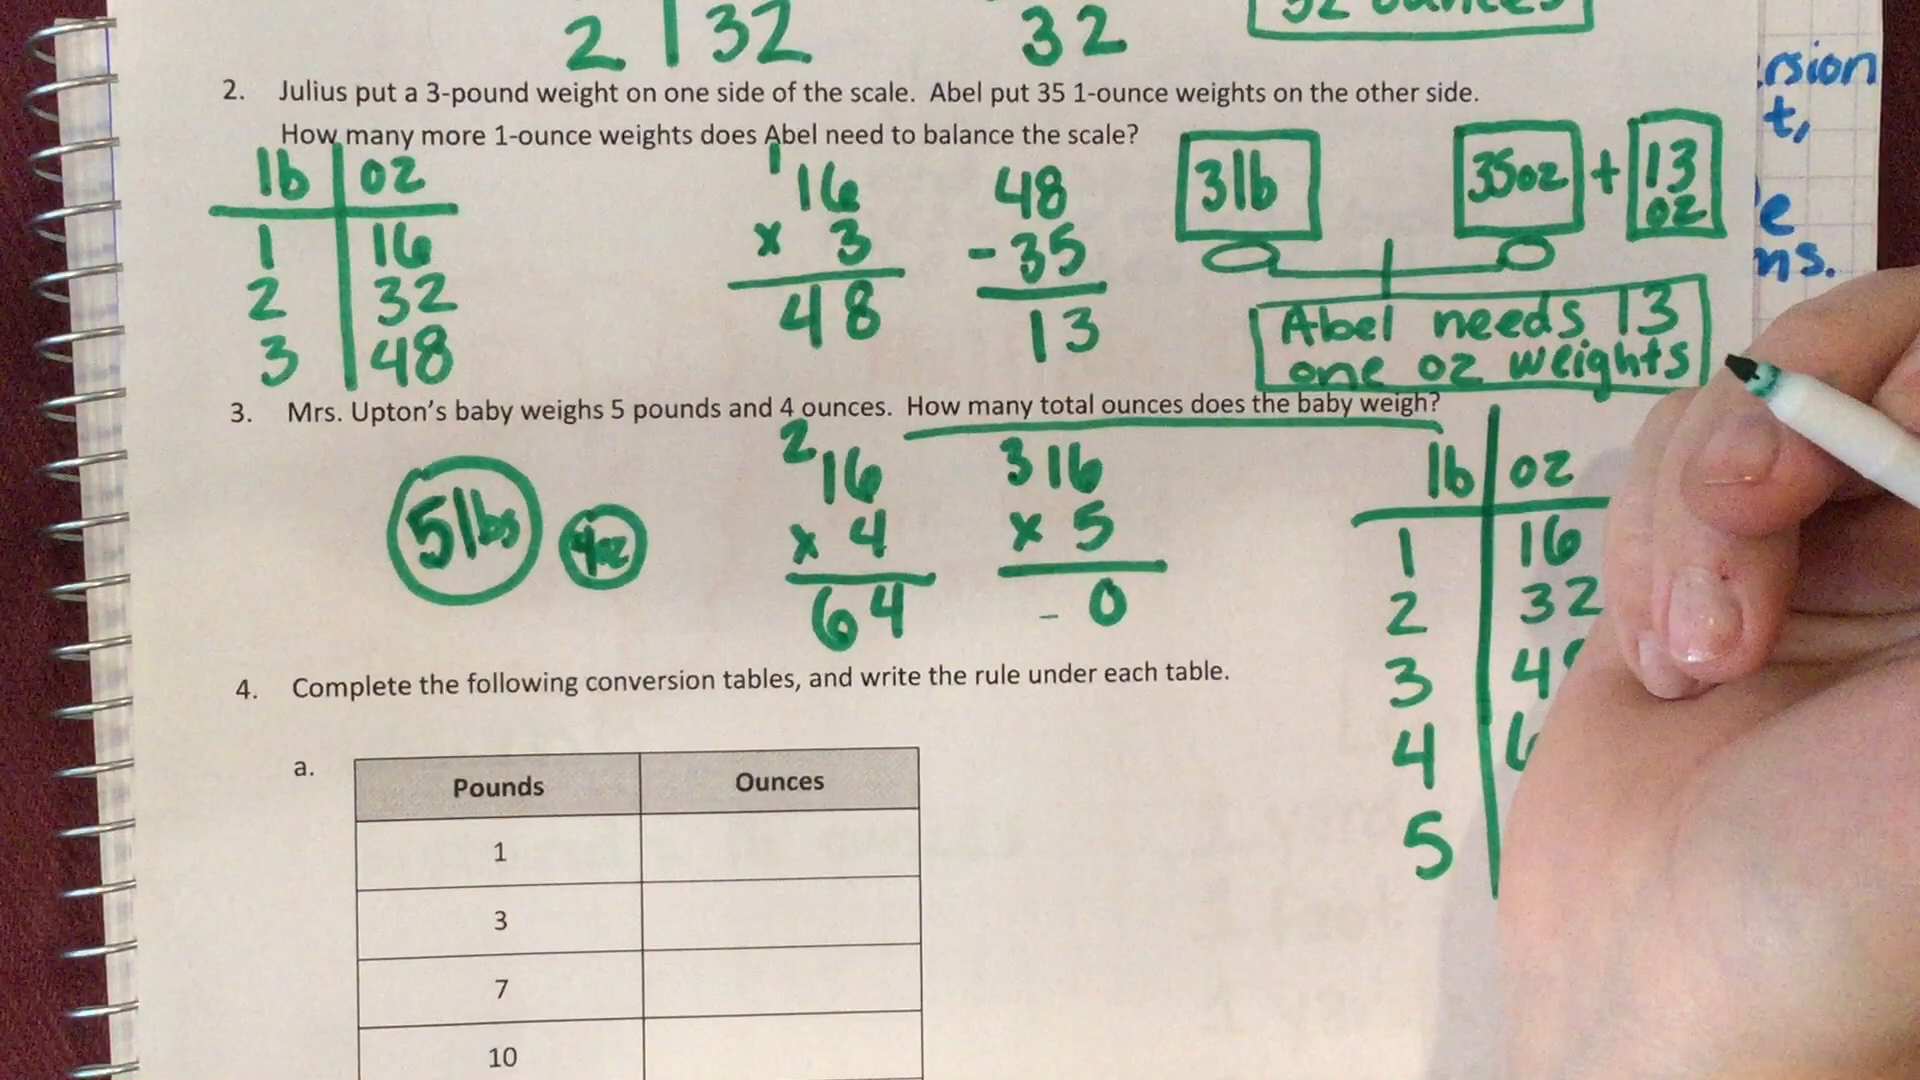 2 | 32 32
2. Julius put a 3-pound weight on one side of the scale. Abel put 35 1-ounce weights on the other side.
How many more 1-ounce weights does Abel need to balance the scale?
lb oz
1 16
2 32
3 48
1
16
x 3
48
48
- 35
13
3lb
35oz + 13 oz
Abel needs 13
one oz weights
rsion
t,
e
ns.
3. Mrs. Upton's baby weighs 5 pounds and 4 ounces. How many total ounces does the baby weigh?
5lbs 4oz
2
16
x 4
64
3 16
x 5
- 0
lb oz
1 16
2 32
3 4
4 6
5
4. Complete the following conversion tables, and write the rule under each table.
a.
Pounds Ounces
1
3
7
10